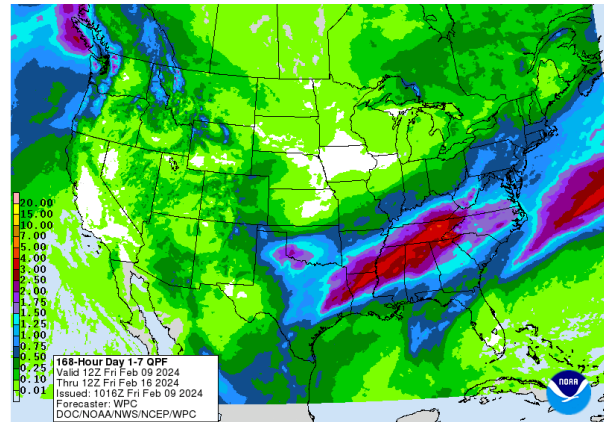 20.00
15.00
10.00
7.00
5.00
4.00
3.00
2.50
2.00
1.75
1.50
1.25
1.00
0.75
0.50
0.25
0.10
0.01
168-Hour Day 1-7 QPF
Valid 12Z Fri Feb 09 2024
Thru 12Z Fri Feb 16 2024
Issued: 1016Z Fri Feb 09 2024
Forecaster: WPC
DOC/NOAA/NWS/NCEP/WPC
NOAA